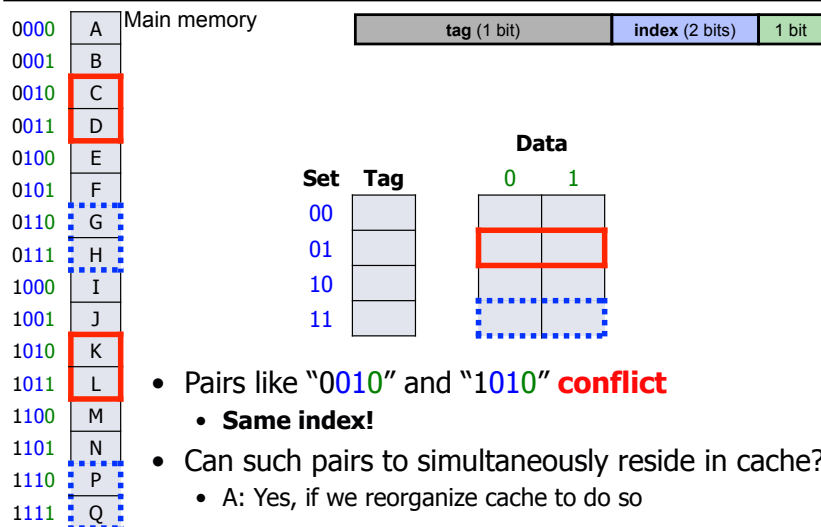 Main memory
tag (1 bit) index (2 bits) 1 bit
0000 A
0001 B
0010 C
0011 D
0100 E
0101 F
0110 G
0111 H
1000 I
1001 J
1010 K
1011 L
1100 M
1101 N
1110 P
1111 Q
Data
Set Tag 0 1
00
01
10
11
• Pairs like “0010” and “1010” conflict
• Same index!
• Can such pairs to simultaneously reside in cache?
• A: Yes, if we reorganize cache to do so